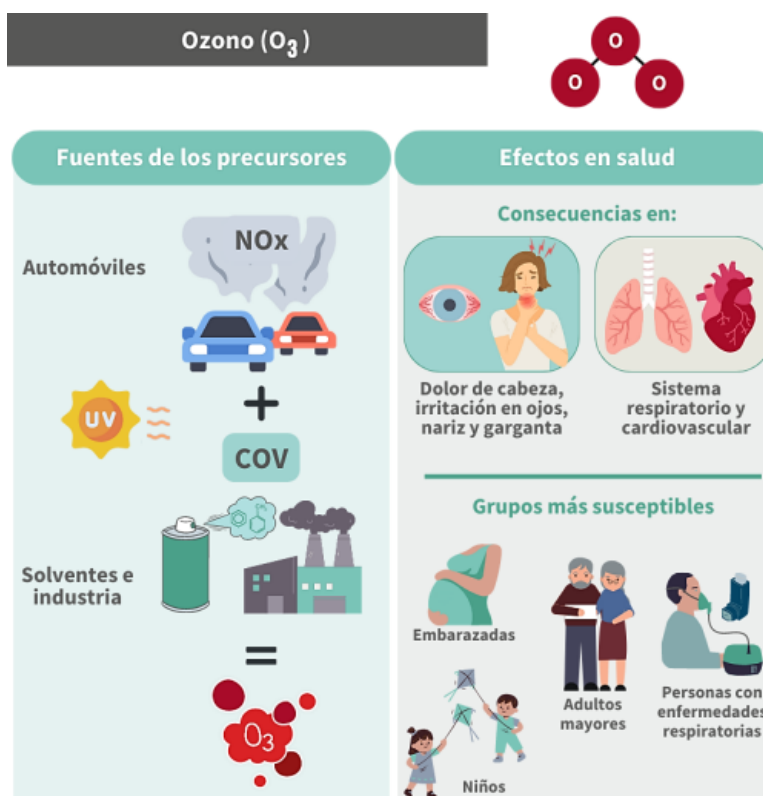 Ozono (O₃)
O
O
O
Fuentes de los precursores
NOx
Automóviles
+
UV
COV
Solventes e
industria
=
O₃
Efectos en salud
Consecuencias en:
Dolor de cabeza,
irritación en ojos,
nariz y garganta
Sistema
respiratorio y
cardiovascular
Grupos más susceptibles
Embarazadas
Adultos
mayores
Personas con
enfermedades
respiratorias
Niños